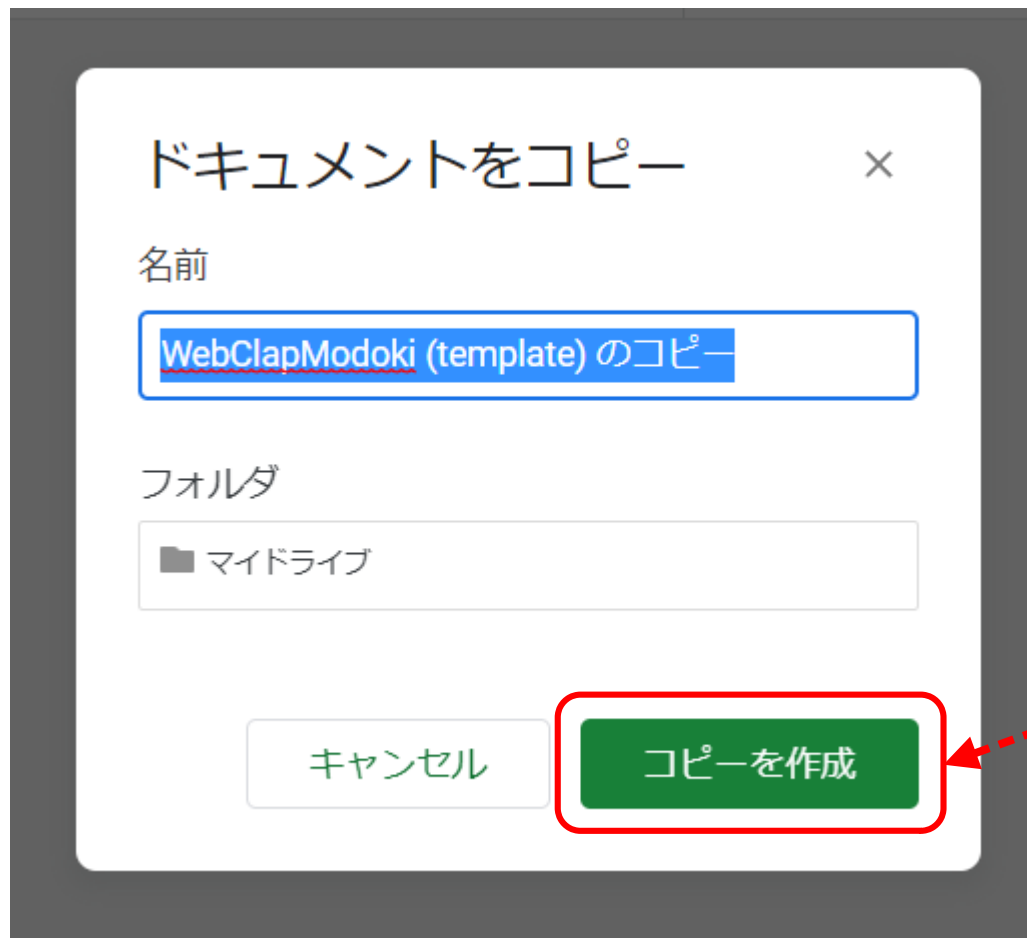 ドキュメントをコピー
名前
WebClapModoki (template) のコピー
フォルダ
マイドライブ
キャンセル
コピーを作成